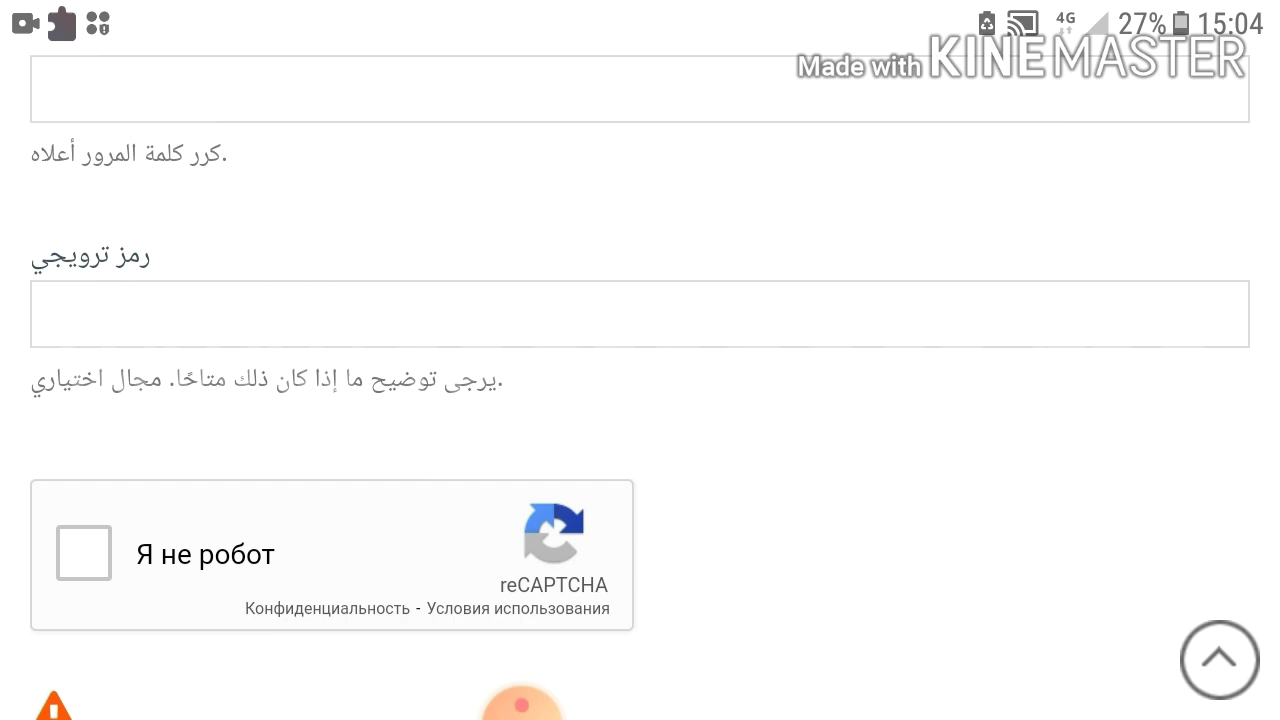 4G 27% 15:04
Made with KINEMASTER
كرر كلمة المرور أعلاه.
رمز ترويجي
يرجى توضيح ما إذا كان ذلك متاحًا. مجال اختياري.
Я не робот
reCAPTCHA
Конфиденциальность - Условия использования